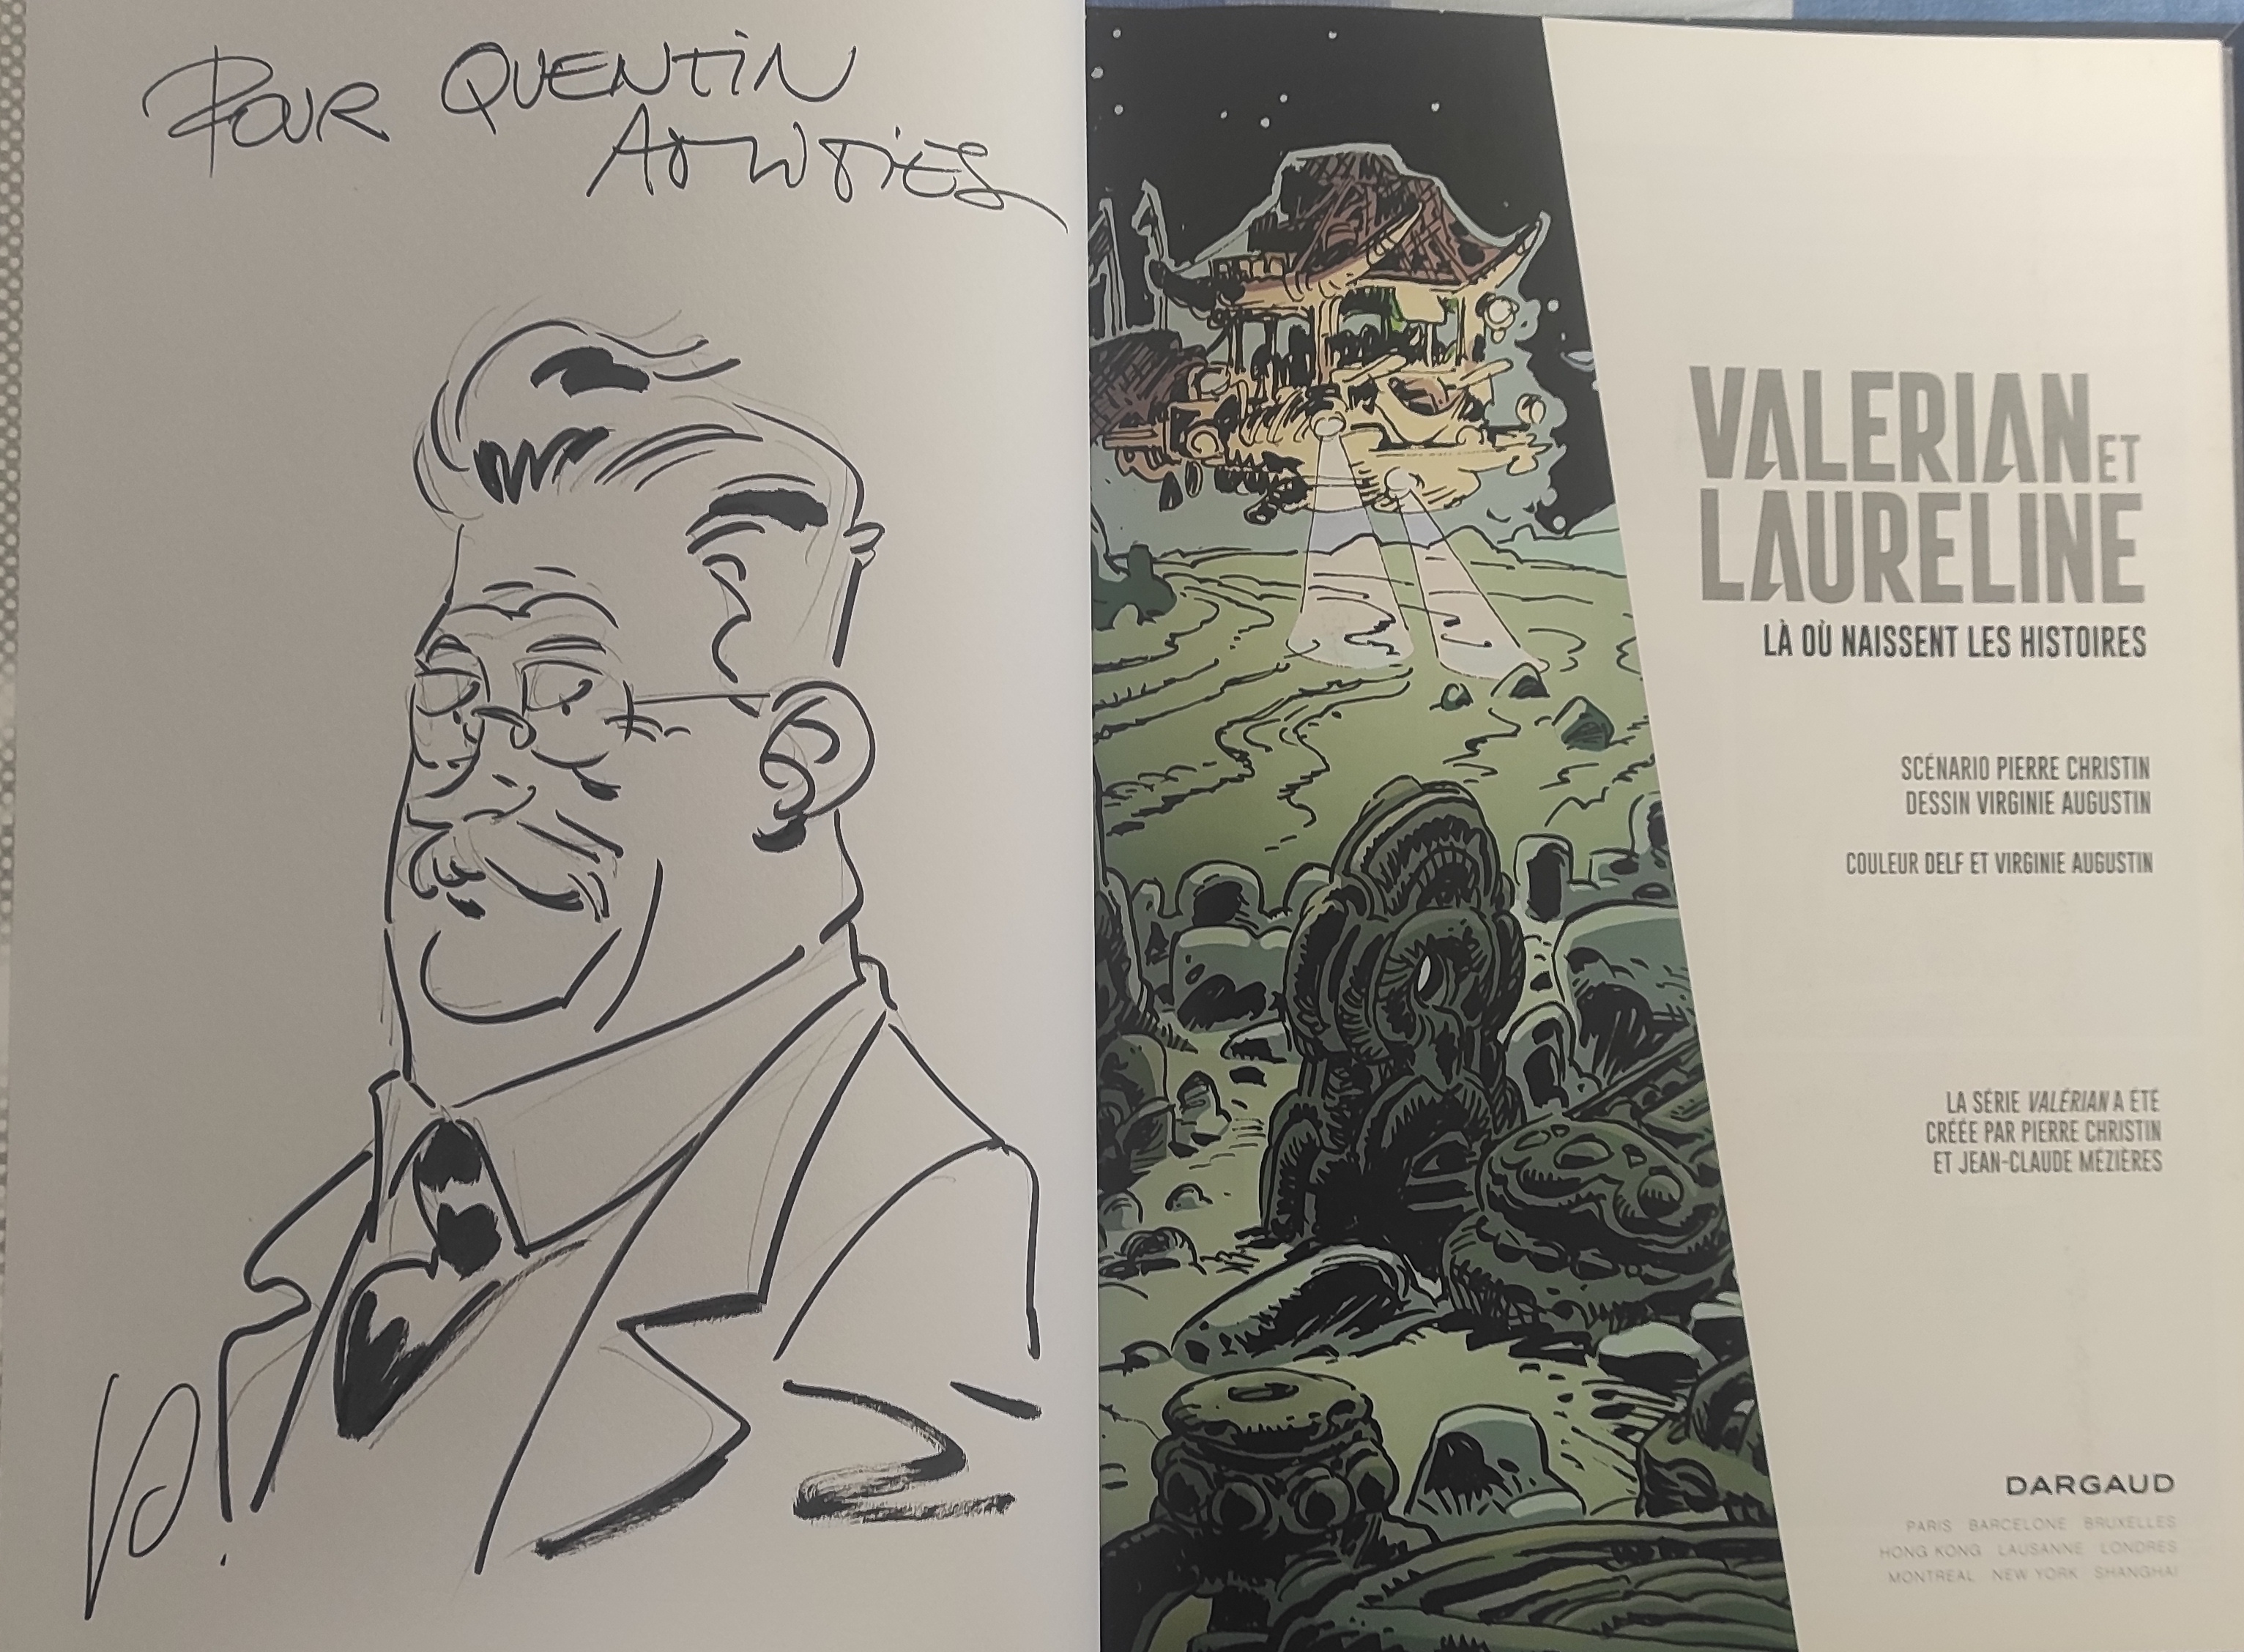 POUR QUENTIN
VALERIAN ET
LAURELINE
LÀ OÙ NAISSENT LES HISTOIRES
SCÉNARIO PIERRE CHRISTIN
DESSIN VIRGINIE AUGUSTIN
COULEUR DELF ET VIRGINIE AUGUSTIN
LA SÉRIE VALÉRIAN A ÉTÉ
CRÉÉE PAR PIERRE CHRISTIN
ET JEAN-CLAUDE MÉZIÈRES
DARGAUD
PARIS BARCELONE BRUXELLES
HONG KONG LAUSANNE LONDRES
MONTREAL NEW YORK SHANGHAI